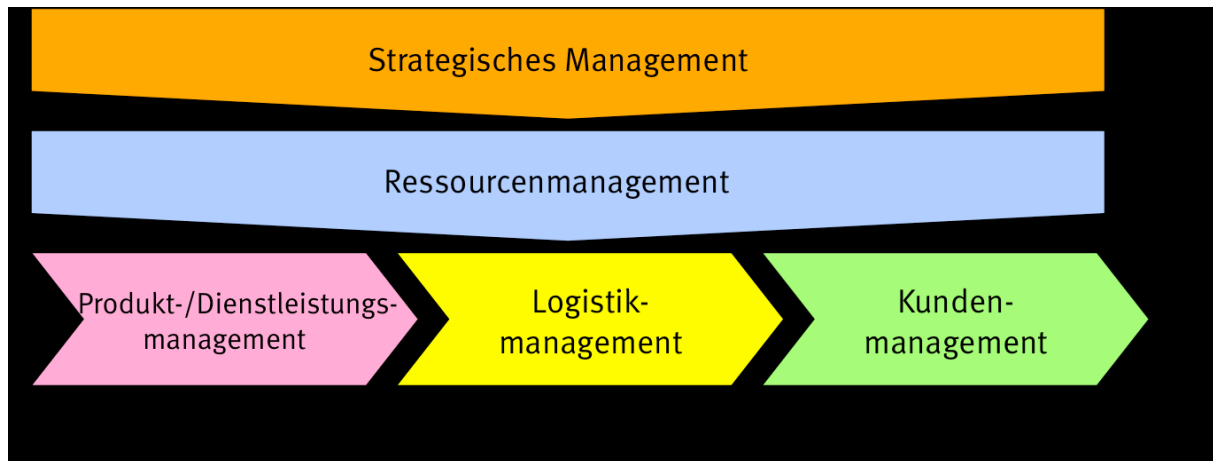 Strategisches Management
Ressourcenmanagement
Produkt-/Dienstleistungs-
management
Logistik-
management
Kunden-
management